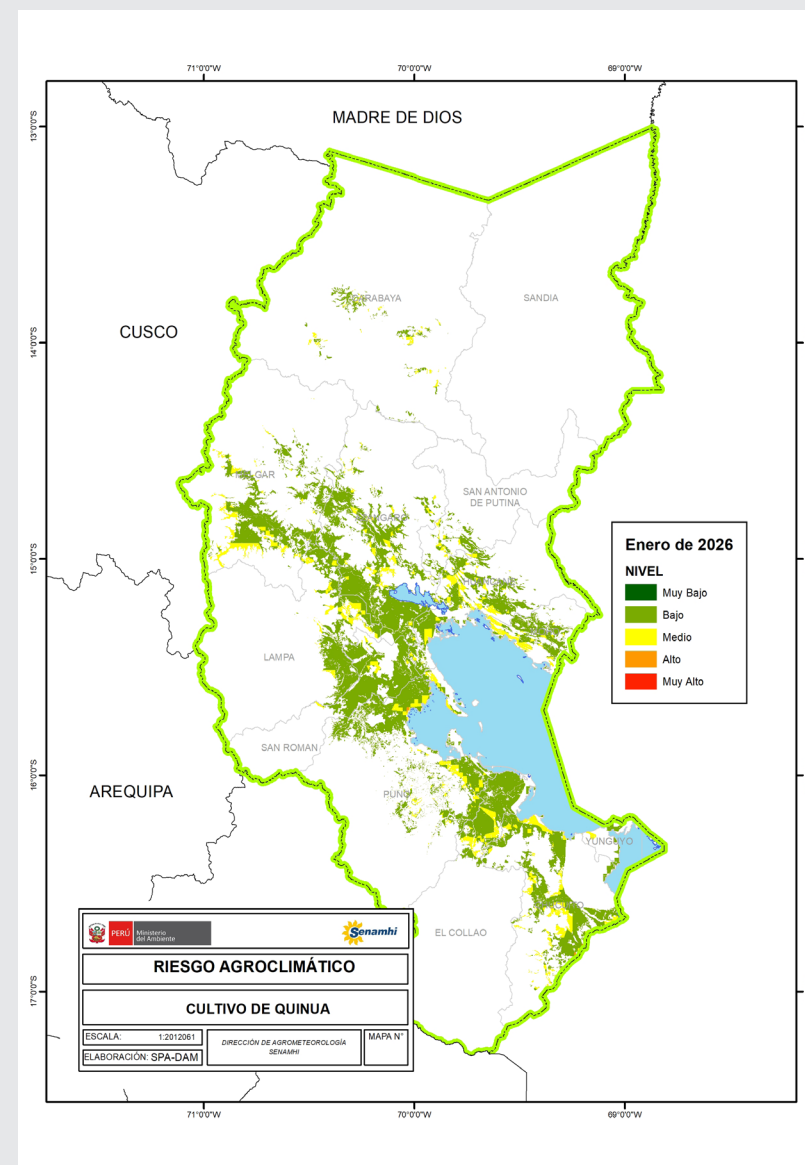 71°0'0"W
70°0'0"W
69°0'0"W
13°0'0"S
14°0'0"S
15°0'0"S
16°0'0"S
17°0'0"S
MADRE DE DIOS
CARABAYA
SANDIA
CUSCO
MELGAR
SAN ANTONIO
DE PUTINA
LAMPA
SAN ROMAN
AREQUIPA
PUNO
YUNGUYO
EL COLLAO
Enero de 2026
NIVEL
Muy Bajo
Bajo
Medio
Alto
Muy Alto
PERÚ
Ministerio
del Ambiente
Senamhi
RIESGO AGROCLIMÁTICO
CULTIVO DE QUINUA
ESCALA: 1:2012061
ELABORACIÓN: SPA-DAM
DIRECCIÓN DE AGROMETEOROLOGÍA
SENAMHI
MAPA N°
71°0'0"W
70°0'0"W
69°0'0"W